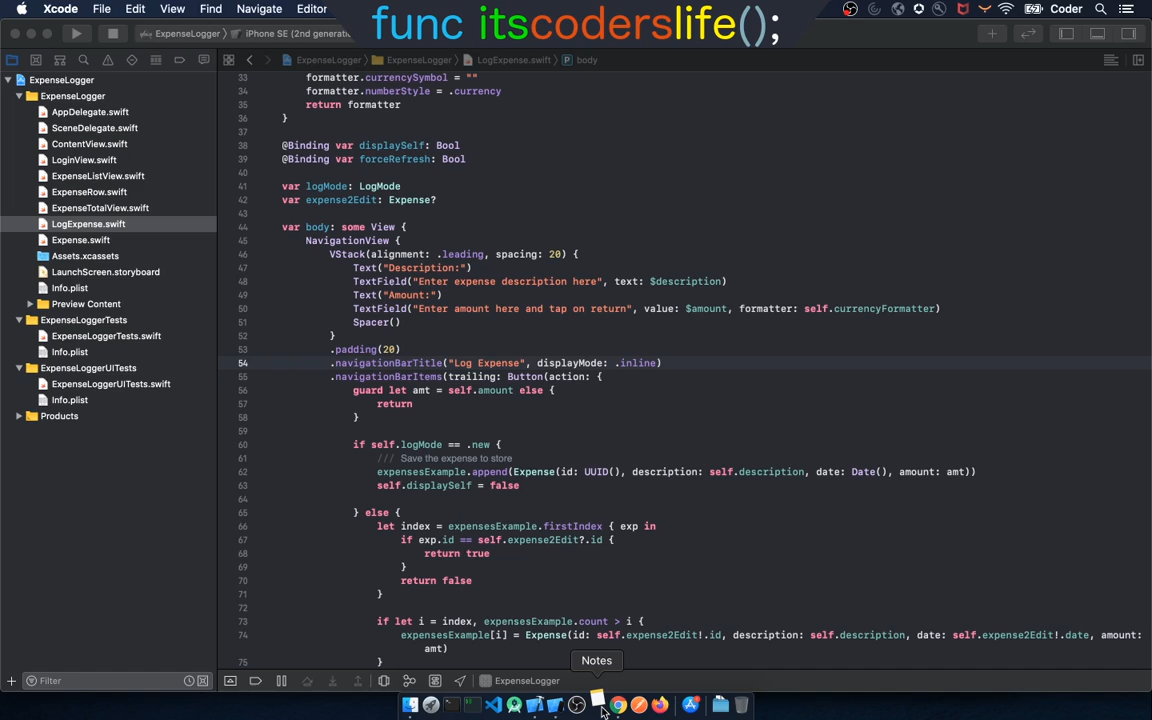 func itscoderslife();
Xcode File Edit View Find Navigate Editor Coder
ExpenseLogger iPhone SE (2nd generati
ExpenseLogger ExpenseLogger LogExpense.swift body
ExpenseLogger
ExpenseLogger
AppDelegate.swift
SceneDelegate.swift
ContentView.swift
LoginView.swift
ExpenseListView.swift
ExpenseRow.swift
ExpenseTotalView.swift
LogExpense.swift
Expense.swift
Assets.xcassets
LaunchScreen.storyboard
Info.plist
Preview Content
ExpenseLoggerTests
ExpenseLoggerTests.swift
Info.plist
ExpenseLoggerUITests
ExpenseLoggerUITests.swift
Info.plist
Products
Filter
33 formatter.currencySymbol = ""
34 formatter.numberStyle = .currency
35 return formatter
36 }
37
38 @Binding var displaySelf: Bool
39 @Binding var forceRefresh: Bool
40
41 var logMode: LogMode
42 var expense2Edit: Expense?
43
44 var body: some View {
45 NavigationView {
46 VStack(alignment: .leading, spacing: 20) {
47 Text("Description:")
48 TextField("Enter expense description here", text: $description)
49 Text("Amount:")
50 TextField("Enter amount here and tap on return", value: $amount, formatter: self.currencyFormatter)
51 Spacer()
52 }
53 .padding(20)
54 .navigationBarTitle("Log Expense", displayMode: .inline)
55 .navigationBarItems(trailing: Button(action: {
56 guard let amt = self.amount else {
57 return
58 }
59
60 if self.logMode == .new {
61 /// Save the expense to store
62 expensesExample.append(Expense(id: UUID(), description: self.description, date: Date(), amount: amt))
63 self.displaySelf = false
64
65 } else {
66 let index = expensesExample.firstIndex { exp in
67 if exp.id == self.expense2Edit?.id {
68 return true
69 }
70 return false
71 }
72
73 if let i = index, expensesExample.count > i {
74 expensesExample[i] = Expense(id: self.expense2Edit!.id, description: self.description, date: self.expense2Edit!.date, amount:
amt)
75 }
Notes
ExpenseLogger